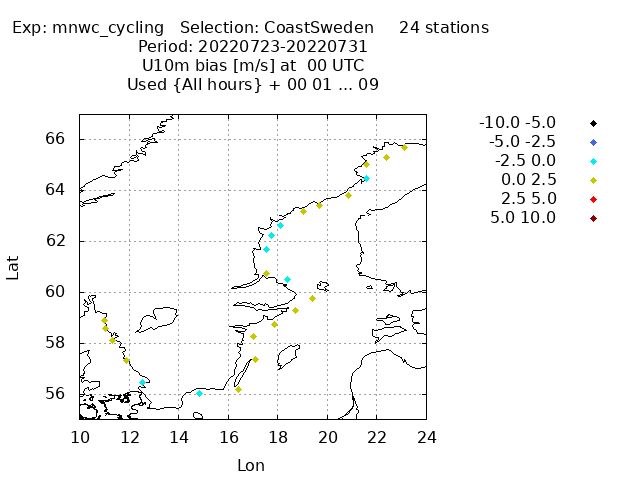 Exp: mnwc_cycling   Selection: CoastSweden     24 stations
Period: 20220723-20220731
U10m bias [m/s] at  00 UTC
Used {All hours} + 00 01 ... 09
-10.0 -5.0
-5.0 -2.5
-2.5 0.0
0.0 2.5
2.5 5.0
5.0 10.0
66
64
62
60
58
56
Lat
10 12 14 16 18 20 22 24
Lon